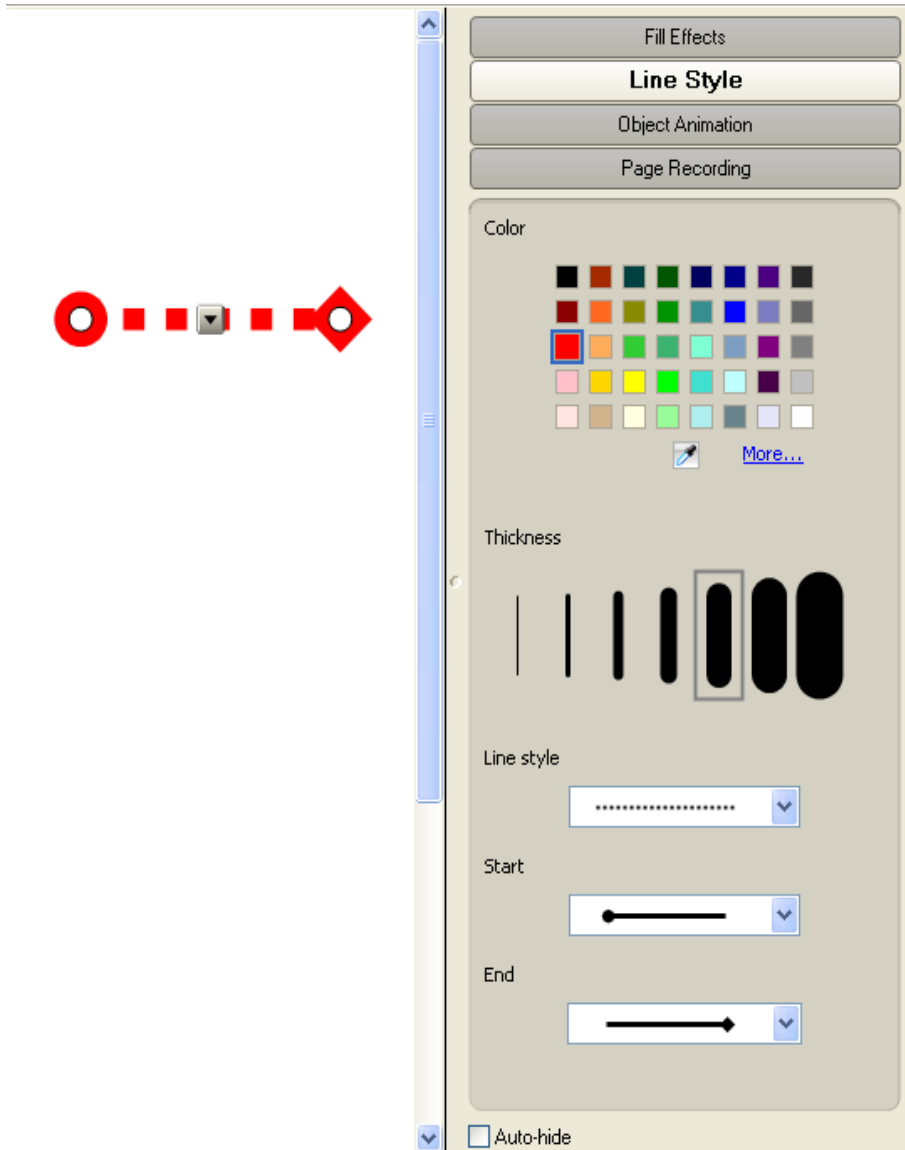 Fill Effects
Line Style
Object Animation
Page Recording
Color
More...
Thickness
Line style
Start
End
Auto-hide